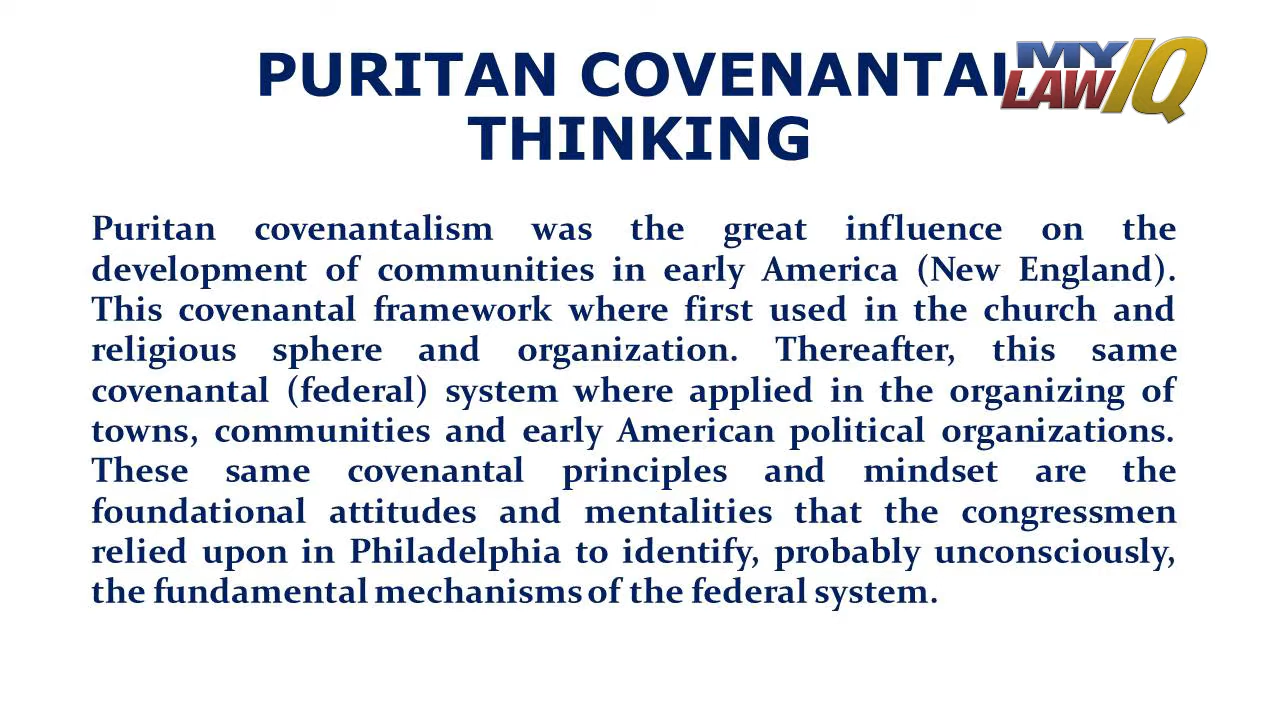 PURITAN COVENANTAL
THINKING
MY
LAW IQ
Puritan covenantalism was the great influence on the
development of communities in early America (New England).
This covenantal framework where first used in the church and
religious sphere and organization. Thereafter, this same
covenantal (federal) system where applied in the organizing of
towns, communities and early American political organizations.
These same covenantal principles and mindset are the
foundational attitudes and mentalities that the congressmen
relied upon in Philadelphia to identify, probably unconsciously,
the fundamental mechanisms of the federal system.